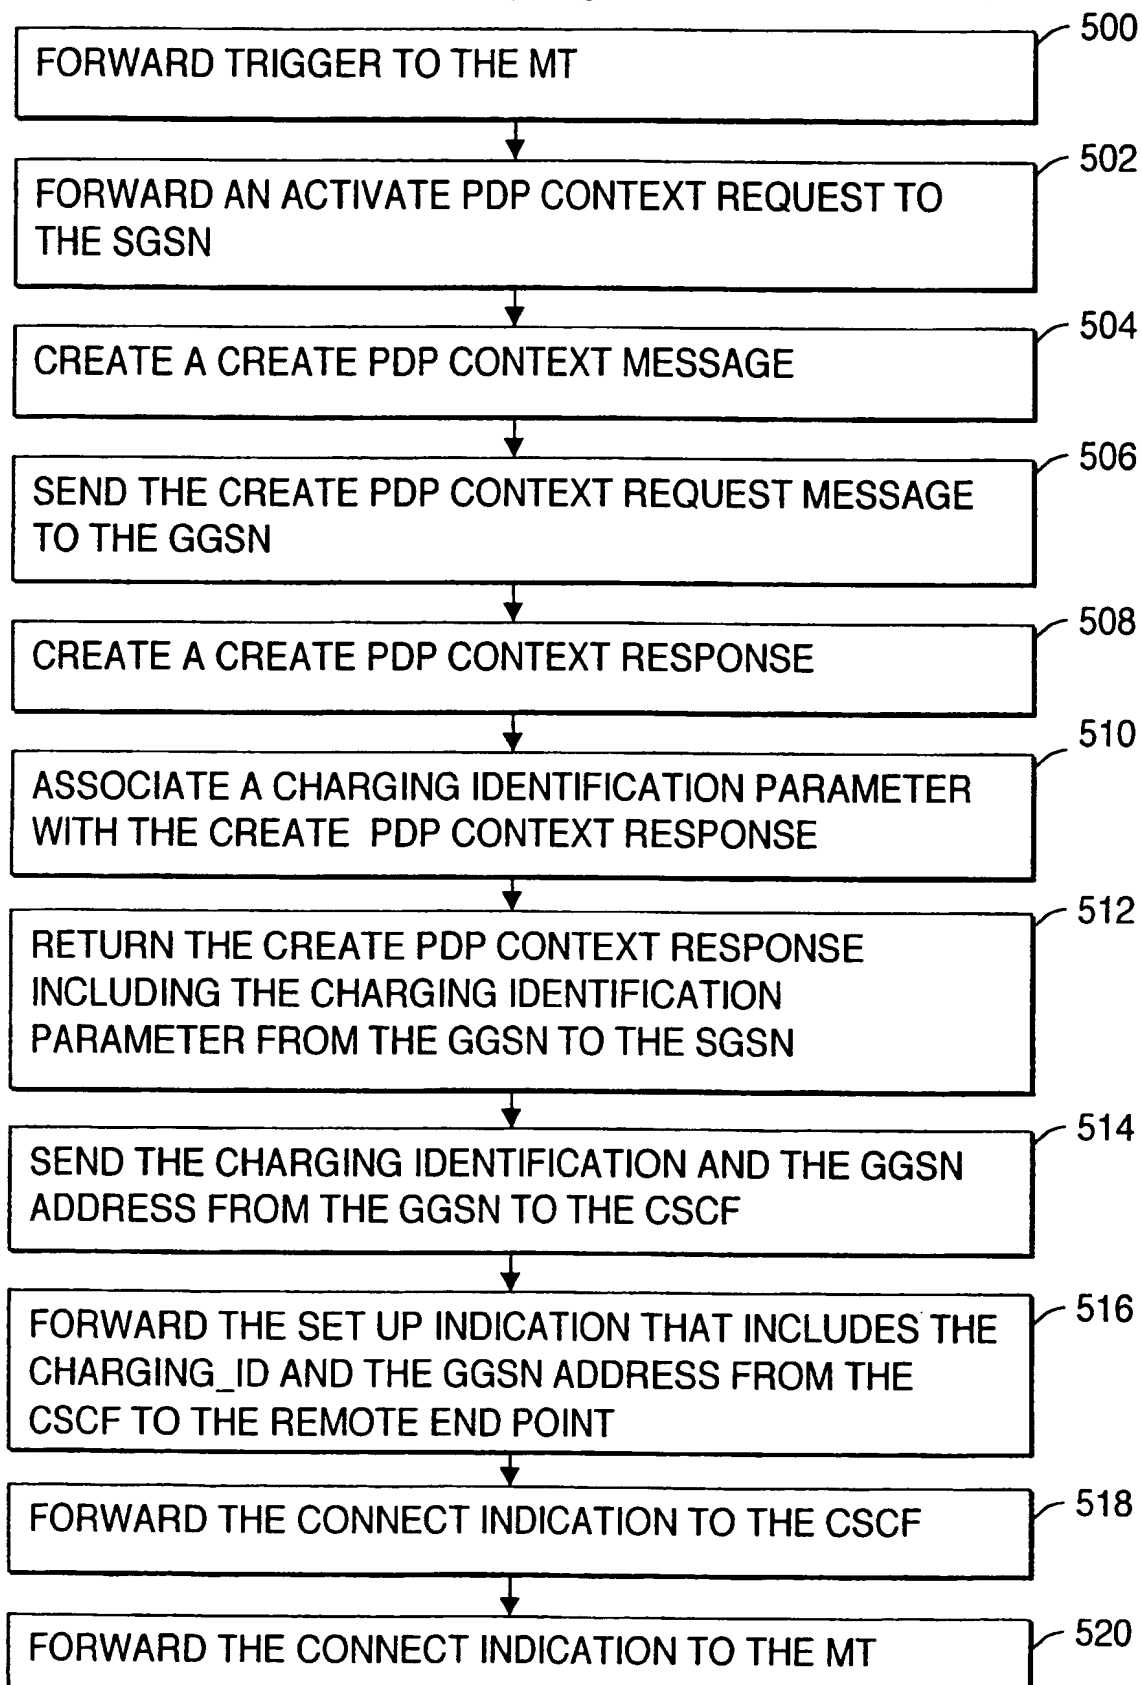 500
FORWARD TRIGGER TO THE MT
502
FORWARD AN ACTIVATE PDP CONTEXT REQUEST TO
THE SGSN
504
CREATE A CREATE PDP CONTEXT MESSAGE
506
SEND THE CREATE PDP CONTEXT REQUEST MESSAGE
TO THE GGSN
508
CREATE A CREATE PDP CONTEXT RESPONSE
510
ASSOCIATE A CHARGING IDENTIFICATION PARAMETER
WITH THE CREATE PDP CONTEXT RESPONSE
512
RETURN THE CREATE PDP CONTEXT RESPONSE
INCLUDING THE CHARGING IDENTIFICATION
PARAMETER FROM THE GGSN TO THE SGSN
514
SEND THE CHARGING IDENTIFICATION AND THE GGSN
ADDRESS FROM THE GGSN TO THE CSCF
516
FORWARD THE SET UP INDICATION THAT INCLUDES THE
CHARGING_ID AND THE GGSN ADDRESS FROM THE
CSCF TO THE REMOTE END POINT
518
FORWARD THE CONNECT INDICATION TO THE CSCF
520
FORWARD THE CONNECT INDICATION TO THE MT